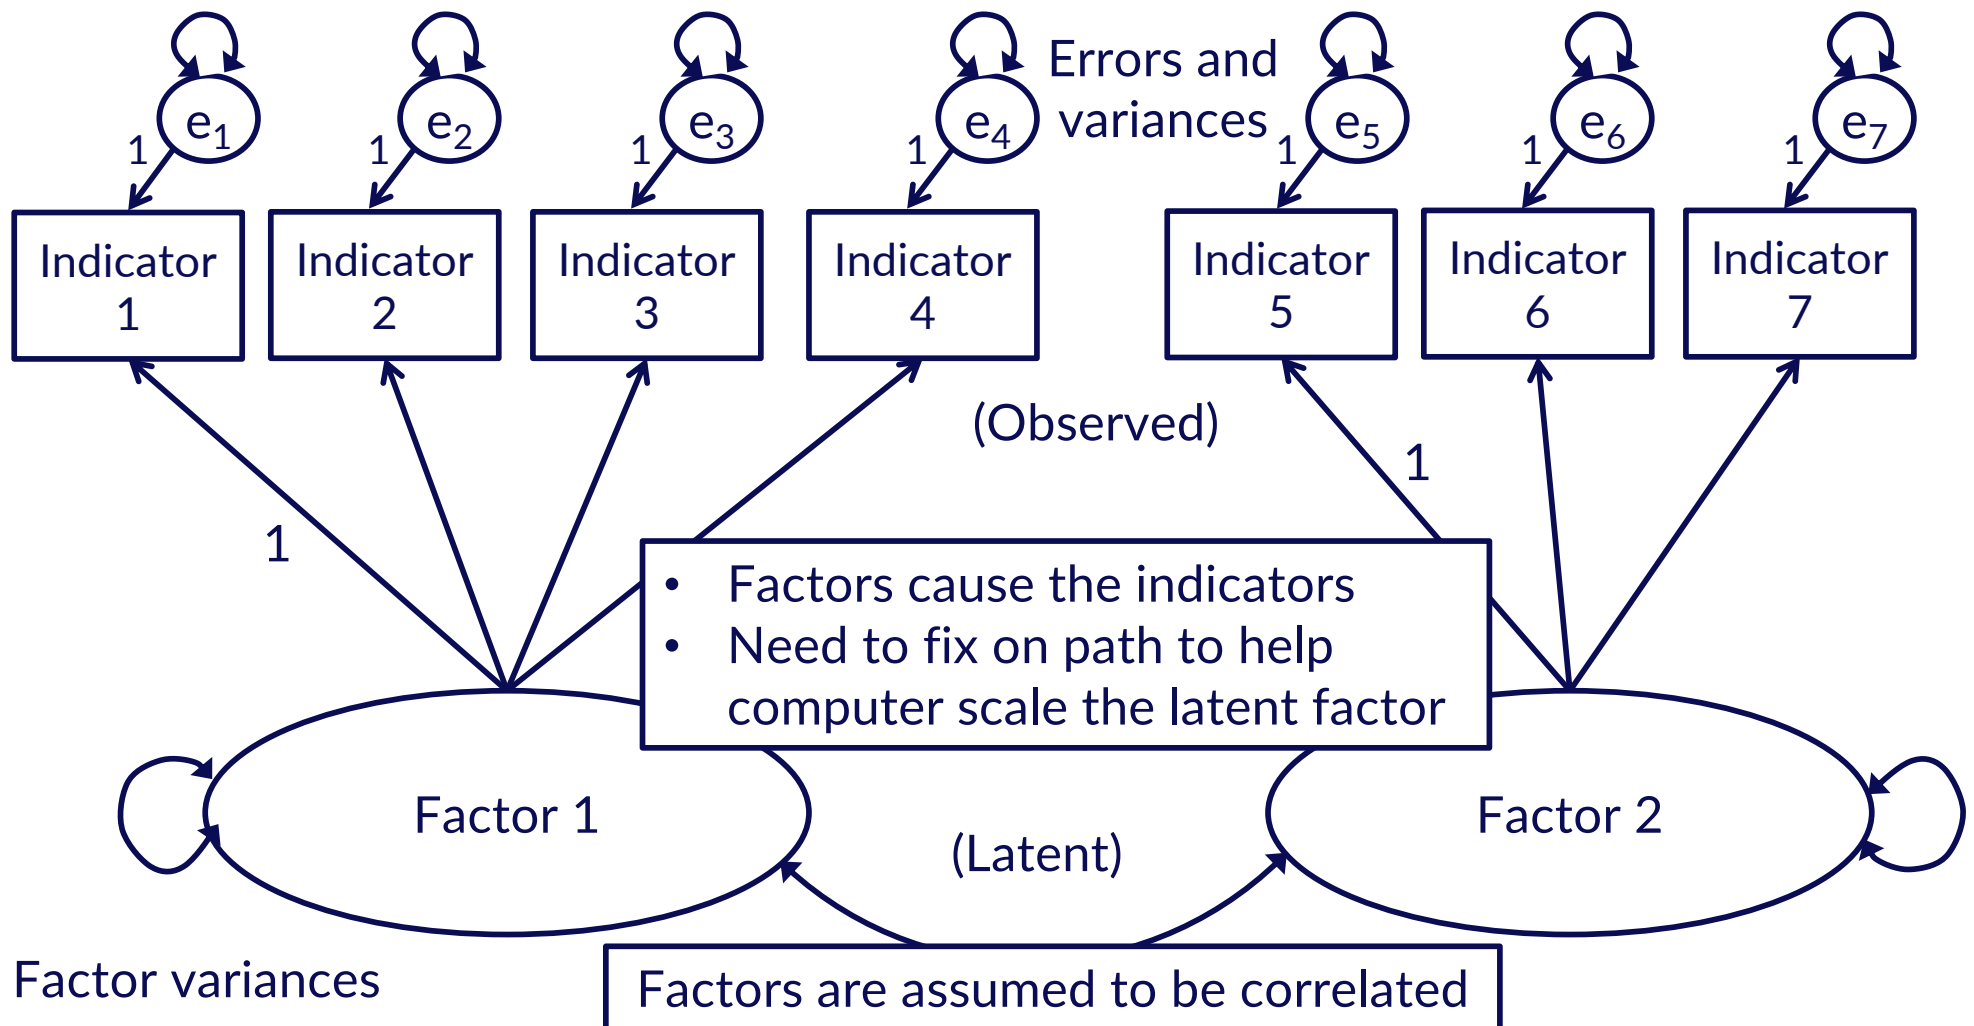 e1 e2 e3 e4 Errors and variances e5 e6 e7
1 1 1 1 1 1 1
Indicator 1
Indicator 2
Indicator 3
Indicator 4
Indicator 5
Indicator 6
Indicator 7
(Observed)
1
1
• Factors cause the indicators
• Need to fix on path to help
computer scale the latent factor
Factor 1
Factor 2
(Latent)
Factor variances
Factors are assumed to be correlated